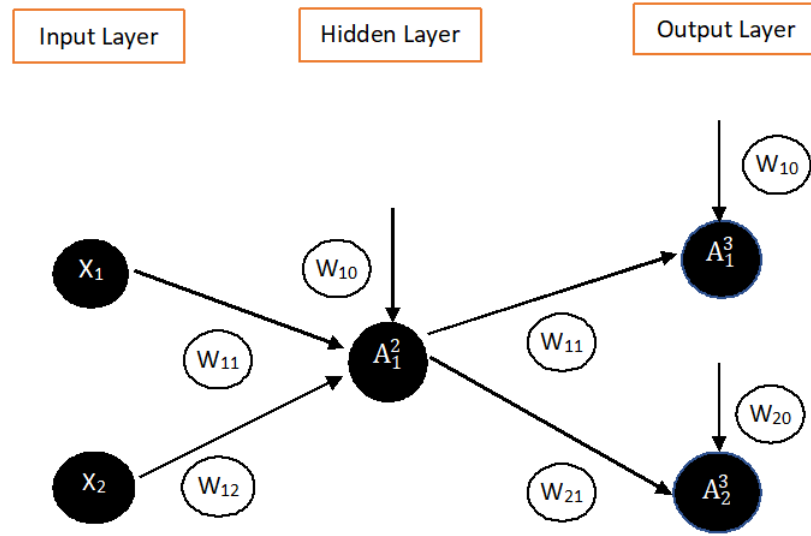 Input Layer
Hidden Layer
Output Layer
W₁₀
X₁
W₁₀
A₁³
W₁₁
A₁²
W₁₁
X₂
W₁₂
W₂₁
W₂₀
A₂³